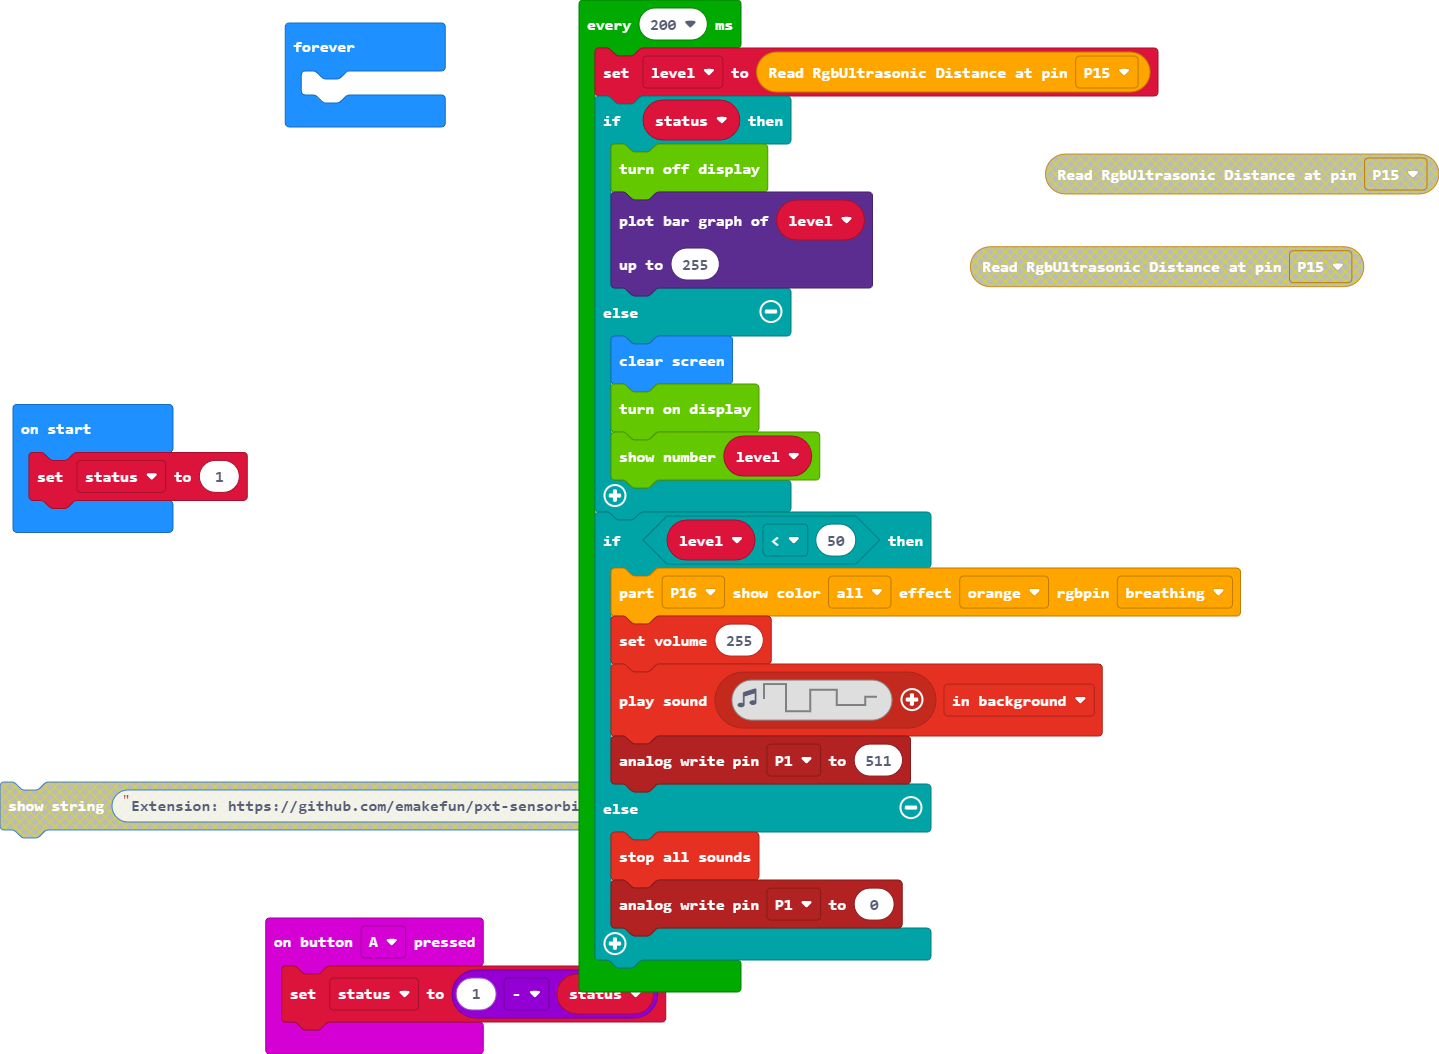 forever
on start
set status to 1
show string "Extension: https://github.com/emakefun/pxt-sensorbi
on button A pressed
set status to 1 - status
every 200 ms
set level to Read RgbUltrasonic Distance at pin P15
if status then
turn off display
plot bar graph of level
up to 255
else
clear screen
turn on display
show number level
if level < 50 then
part P16 show color all effect orange rgbpin breathing
set volume 255
play sound in background
analog write pin P1 to 511
else
stop all sounds
analog write pin P1 to 0
Read RgbUltrasonic Distance at pin P15
Read RgbUltrasonic Distance at pin P15